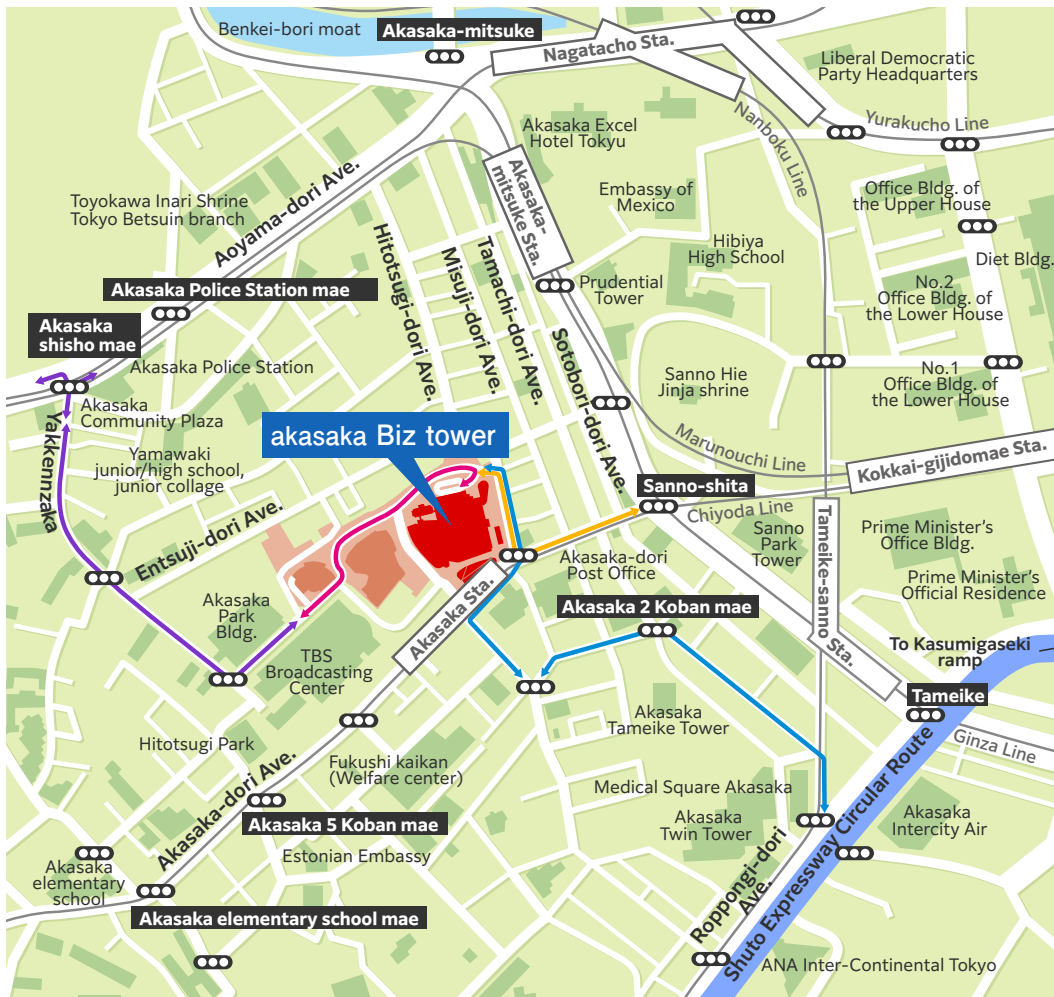 Benkei-bori moat
Akasaka-mitsuke
Nagatacho Sta.
Liberal Democratic
Party Headquarters
Nanboku Line
Yurakucho Line
Akasaka Excel
Hotel Tokyu
Akasaka-
mitsuke Sta.
Toyokawa Inari Shrine
Tokyo Betsuin branch
Aoyama-dori Ave.
Embassy of
Mexico
Office Bldg. of
the Upper House
Hitotsugi-dori Ave.
Misuji-dori Ave.
Tamachi-dori Ave.
Hibiya
High School
Diet Bldg.
Akasaka Police Station mae
Prudential
Tower
No.2
Office Bldg. of
the Lower House
Akasaka
shisho mae
Sotobori-dori Ave.
Akasaka Police Station
Sanno Hie
Jinja shrine
No.1
Office Bldg. of
the Lower House
Akasaka
Community Plaza
Yakkennzaka
akasaka Biz tower
Marunouchi Line
Kokkai-gijidomae Sta.
Yamawaki
junior/high school,
junior collage
Sanno-shita
Chiyoda Line
Entsuji-dori Ave.
Sanno
Park
Tower
Tameike-sanno Sta.
Prime Minister's
Office Bldg.
Akasaka-dori
Post Office
Akasaka Sta.
Prime Minister's
Official Residence
Akasaka
Park
Bldg.
Akasaka 2 Koban mae
To Kasumigaseki
ramp
TBS
Broadcasting
Center
Tameike
Akasaka
Tameike Tower
Ginza Line
Hitotsugi Park
Fukushi kaikan
(Welfare center)
Akasaka-dori Ave.
Medical Square Akasaka
Akasaka
Twin Tower
Akasaka
Intercity Air
Akasaka 5 Koban mae
Estonian Embassy
Akasaka
elementary
school
Akasaka elementary school mae
Roppongi-dori
Ave.
Shuto Expressway Circular Route
ANA Inter-Continental Tokyo